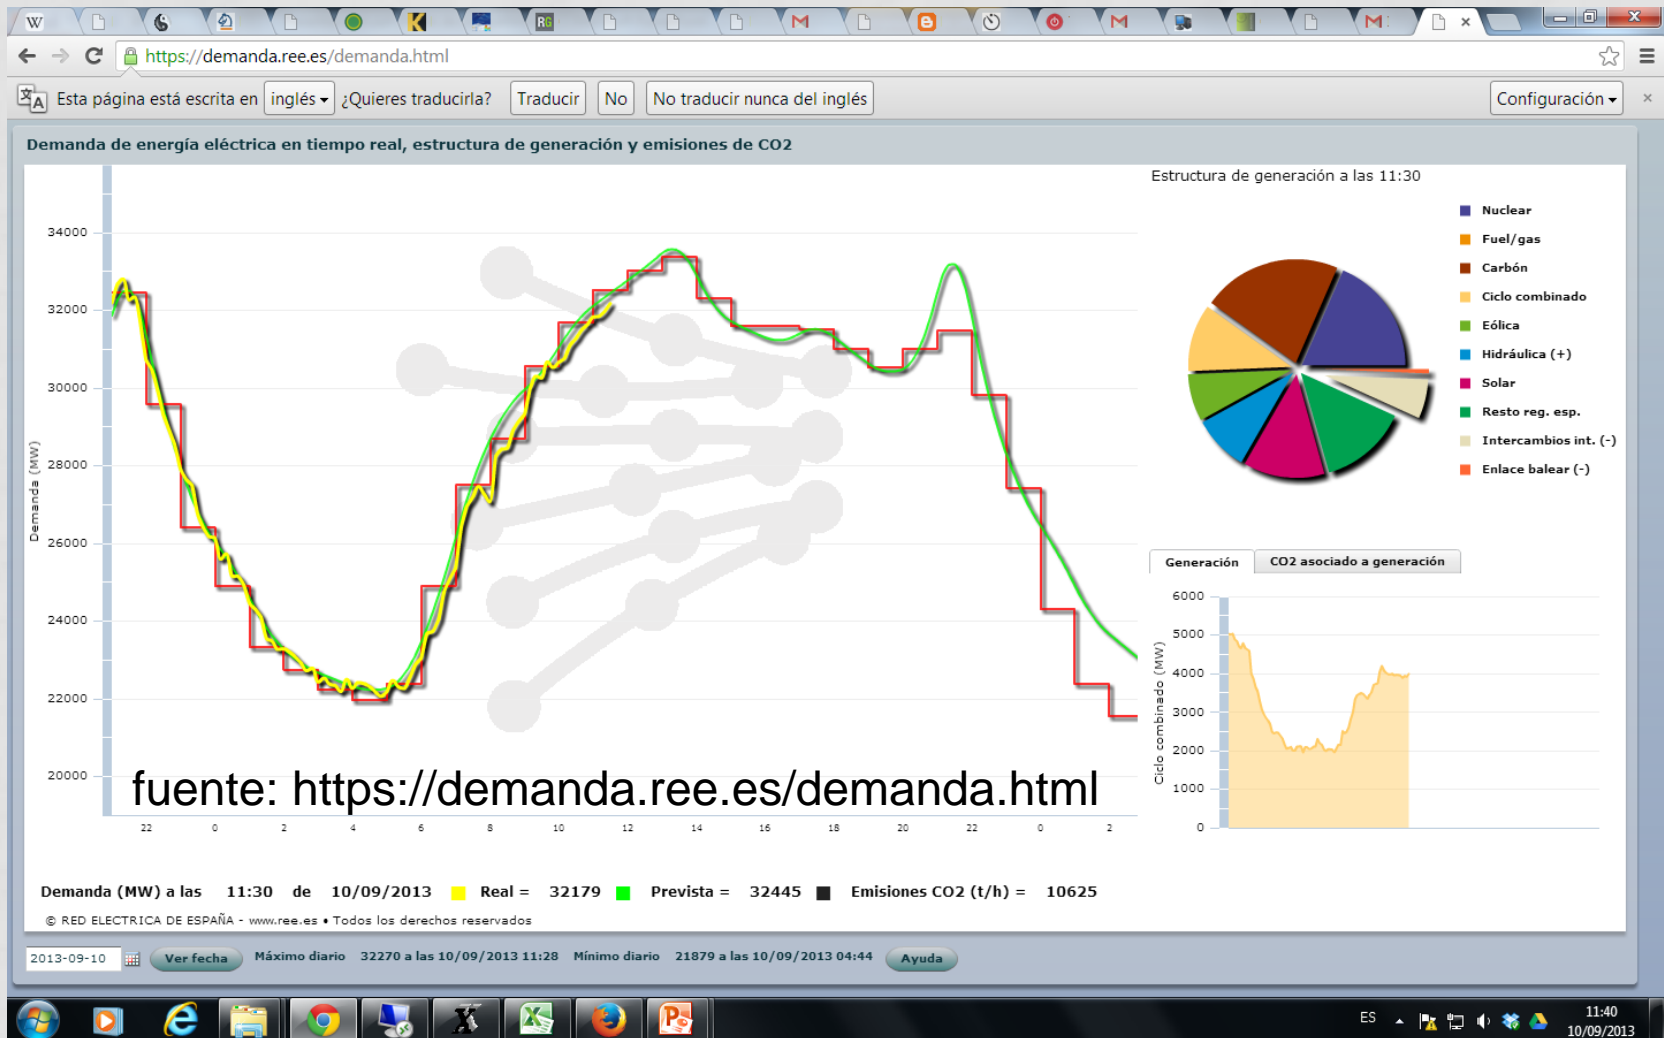 https://demanda.ree.es/demanda.html
Esta página está escrita en inglés ¿Quieres traducirla? Traducir No No traducir nunca del inglés Configuración
Demanda de energía eléctrica en tiempo real, estructura de generación y emisiones de CO2
Estructura de generación a las 11:30
Nuclear
Fuel/gas
Carbón
Ciclo combinado
Eólica
Hidráulica (+)
Solar
Resto reg. esp.
Intercambios int. (-)
Enlace balear (-)
Demanda (MW)
34000
32000
30000
28000
26000
24000
22000
20000
22 0 2 4 6 8 10 12 14 16 18 20 22 0 2
fuente: https://demanda.ree.es/demanda.html
Generación CO2 asociado a generación
Ciclo combinado (MW)
6000
5000
4000
3000
2000
1000
0
Demanda (MW) a las 11:30 de 10/09/2013 Real = 32179 Prevista = 32445 Emisiones CO2 (t/h) = 10625
© RED ELECTRICA DE ESPAÑA - www.ree.es • Todos los derechos reservados
2013-09-10 Ver fecha Máximo diario 32270 a las 10/09/2013 11:28 Mínimo diario 21879 a las 10/09/2013 04:44 Ayuda
ES 11:40
10/09/2013